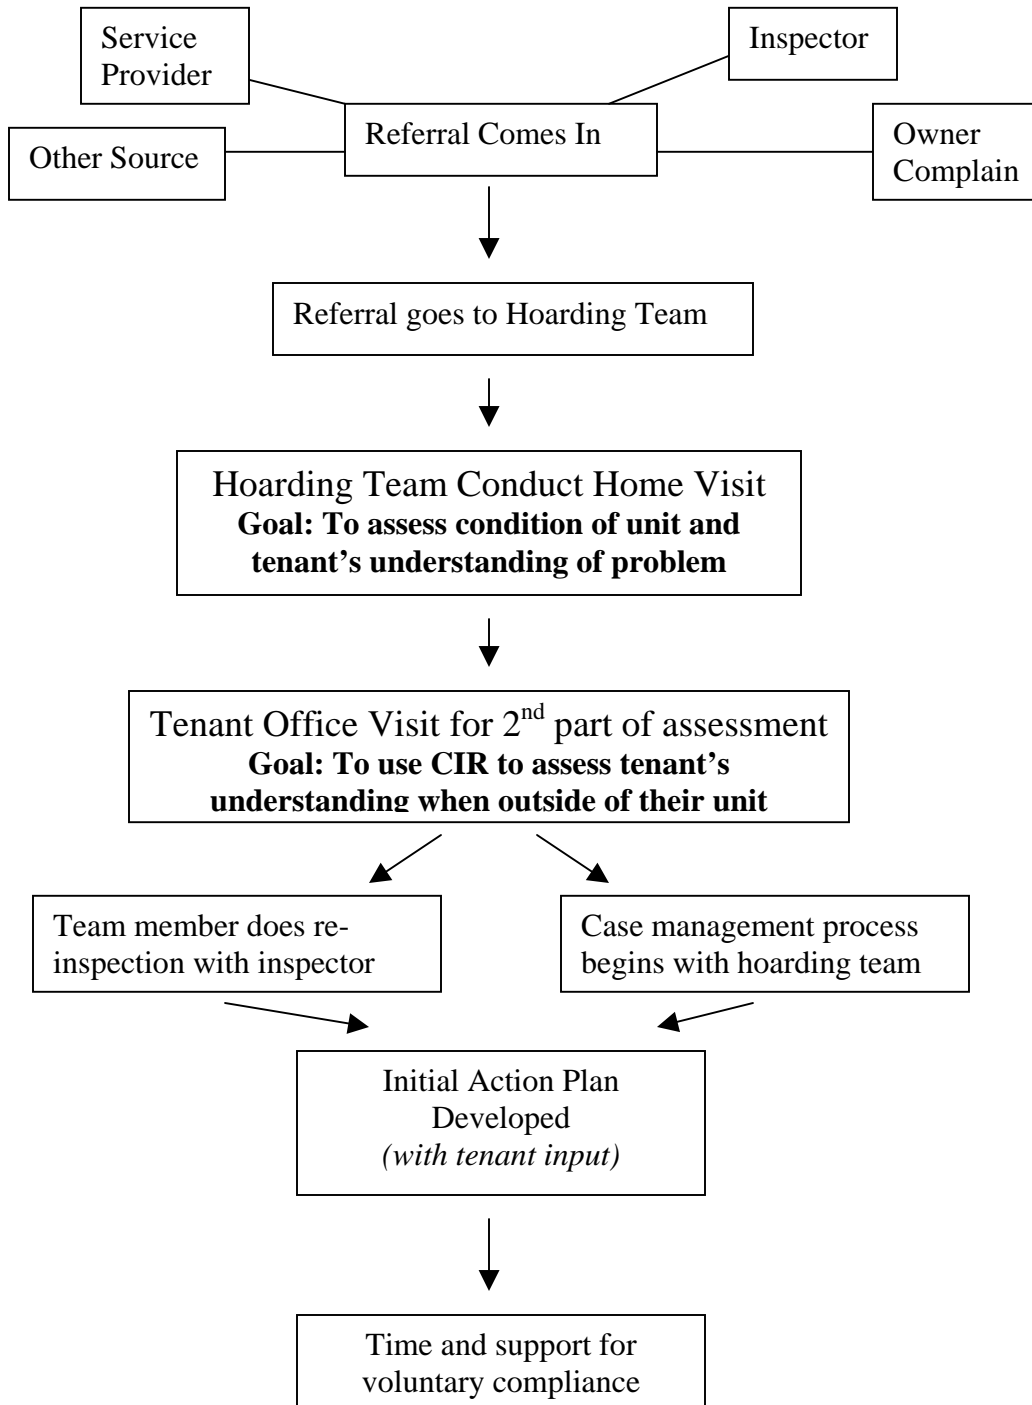 Service
Provider
Inspector
Other Source
Referral Comes In
Owner
Complain
Referral goes to Hoarding Team
Hoarding Team Conduct Home Visit
Goal: To assess condition of unit and
tenant's understanding of problem
Tenant Office Visit for 2nd part of assessment
Goal: To use CIR to assess tenant's
understanding when outside of their unit
Team member does re-
inspection with inspector
Case management process
begins with hoarding team
Initial Action Plan
Developed
(with tenant input)
Time and support for
voluntary compliance